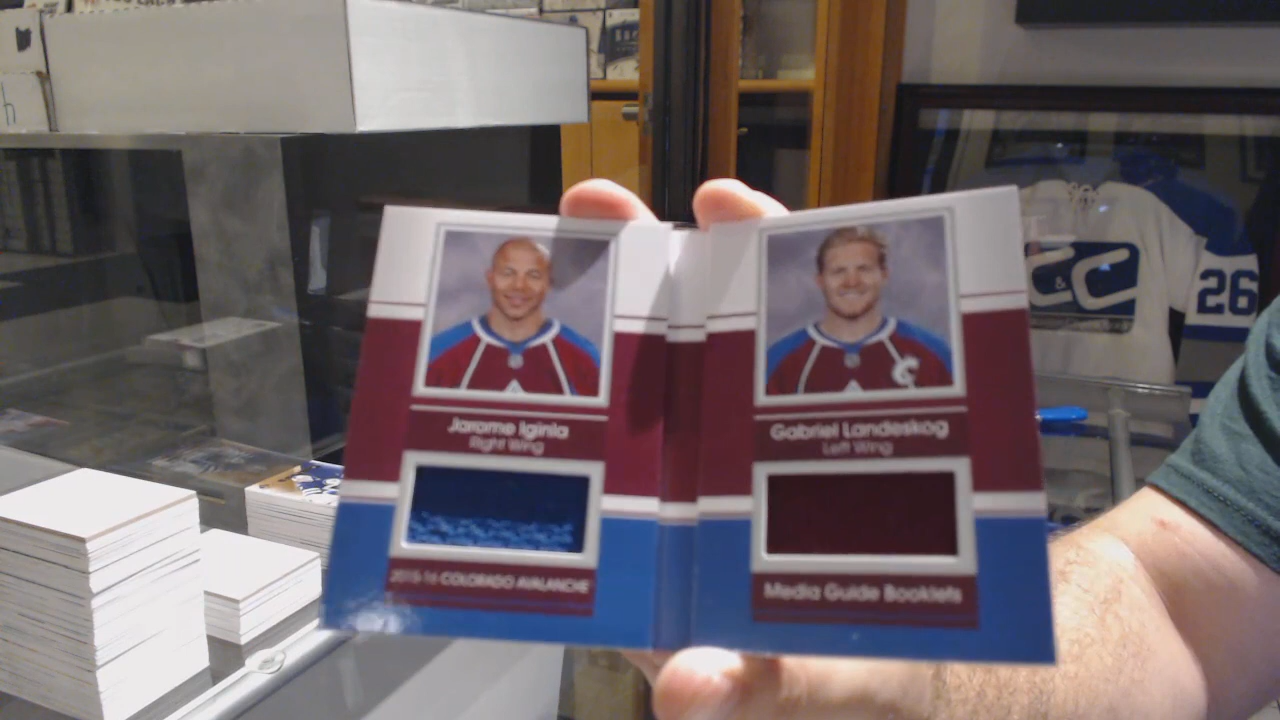 Jarome Iginla
Right Wing
2015-16 COLORADO AVALANCHE
Gabriel Landeskog
Left Wing
Media Guide Booklets
C
C&C
26
h